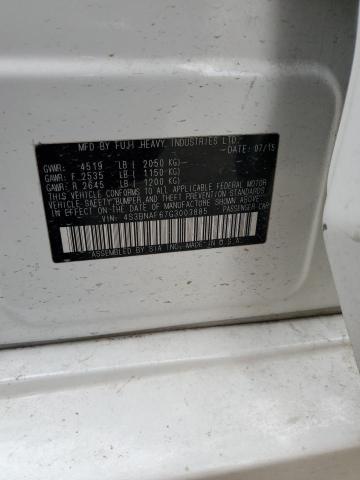 MFD BY FUJI HEAVY INDUSTRIES LTD.
DATE: 07/15
GVWR: 4519 LB ( 2050 KG)
GAWR: F. 2535 LB ( 1150 KG)
GAWR: R 2645 LB ( 1200 KG)
THIS VEHICLE CONFORMS TO ALL APPLICABLE FEDERAL MOTOR
VEHICLE SAFETY, BUMPER, AND THEFT PREVENTION STANDARDS
IN EFFECT ON THE DATE OF MANUFACTURE SHOWN ABOVE.
VIN: 4S3BNAF67G3003885 PASSENGER CAR
ASSEMBLED BY SIA INC. MADE IN U.S.A.